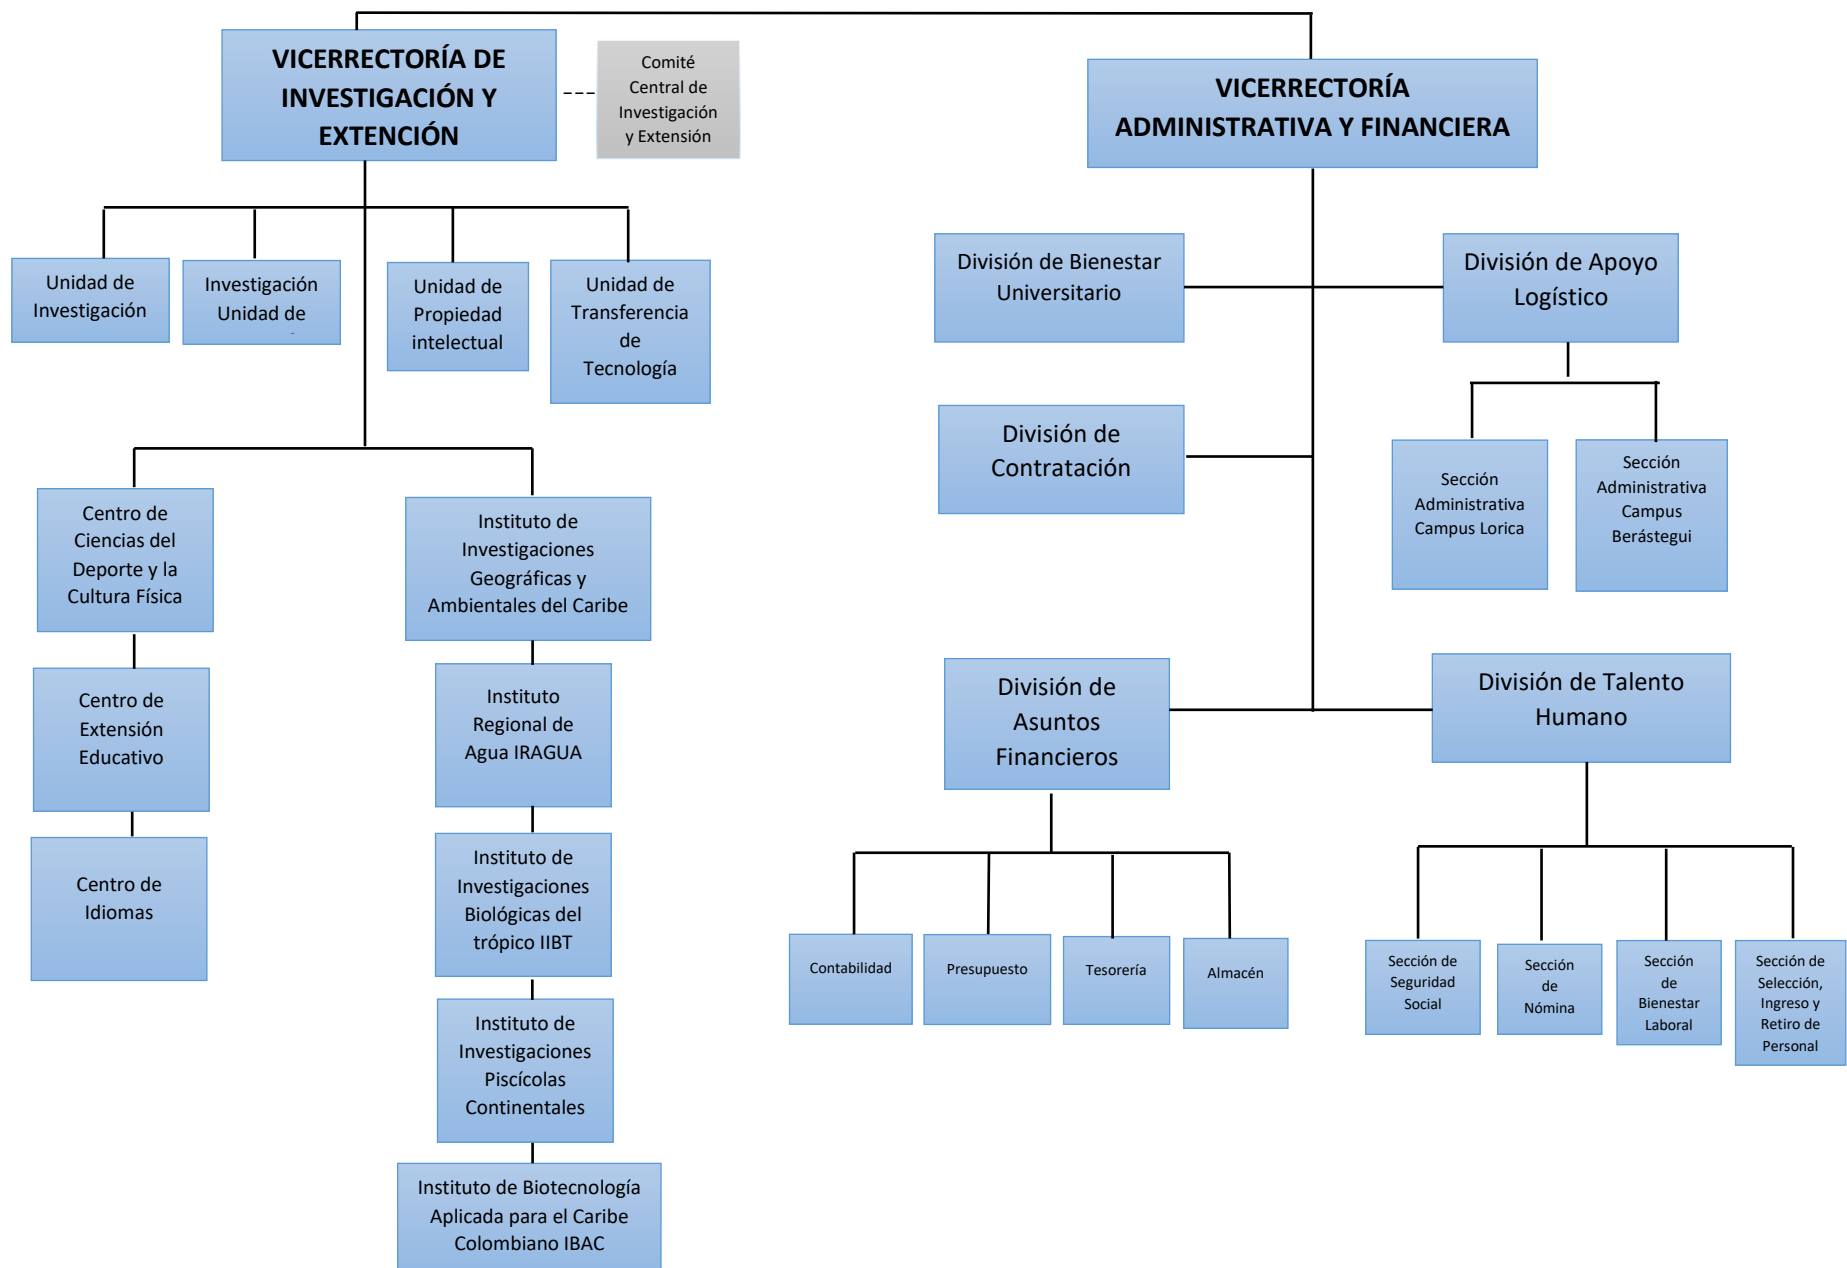 VICERRECTORÍA DE
INVESTIGACIÓN Y
EXTENCIÓN
Comité
Central de
Investigación
y Extensión
VICERRECTORÍA
ADMINISTRATIVA Y FINANCIERA
Unidad de
Investigación
Investigación
Unidad de
Unidad de
Propiedad
intelectual
Unidad de
Transferencia
de
Tecnología
División de Bienestar
Universitario
División de Apoyo
Logístico
División de
Contratación
Sección
Administrativa
Campus Lorica
Sección
Administrativa
Campus
Berástegui
Centro de
Ciencias del
Deporte y la
Cultura Física
Instituto de
Investigaciones
Geográficas y
Ambientales del Caribe
Centro de
Extensión
Educativo
Instituto
Regional de
Agua IRAGUA
División de
Asuntos
Financieros
División de Talento
Humano
Centro de
Idiomas
Instituto de
Investigaciones
Biológicas del
trópico IIBT
Contabilidad
Presupuesto
Tesorería
Almacén
Sección de
Seguridad
Social
Sección
de
Nómina
Sección
de
Bienestar
Laboral
Sección de
Selección,
Ingreso y
Retiro de
Personal
Instituto de
Investigaciones
Piscícolas
Continentales
Instituto de Biotecnología
Aplicada para el Caribe
Colombiano IBAC